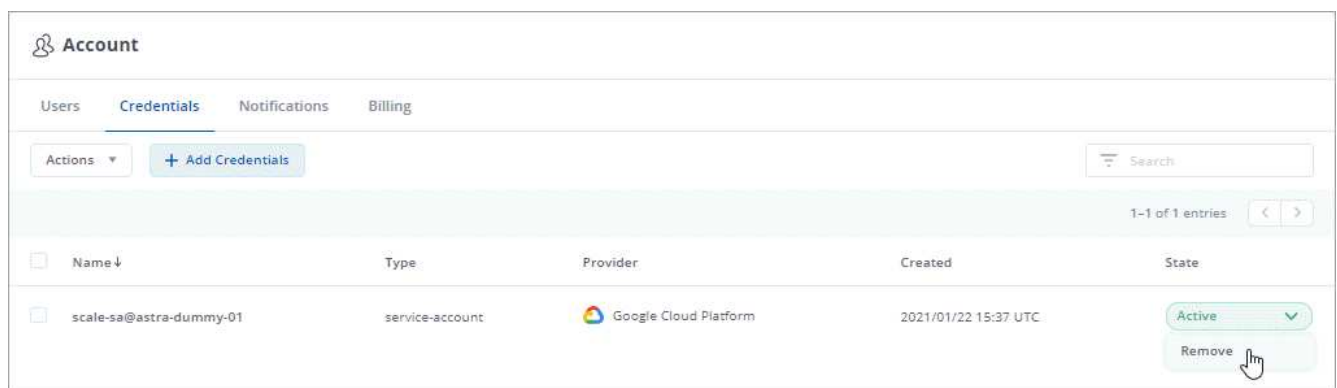 Account
Users Credentials Notifications Billing
Actions + Add Credentials Search
1-1 of 1 entries < >
Name↓ Type Provider Created State
scale-sa@astra-dummy-01 service-account Google Cloud Platform 2021/01/22 15:37 UTC Active
Remove